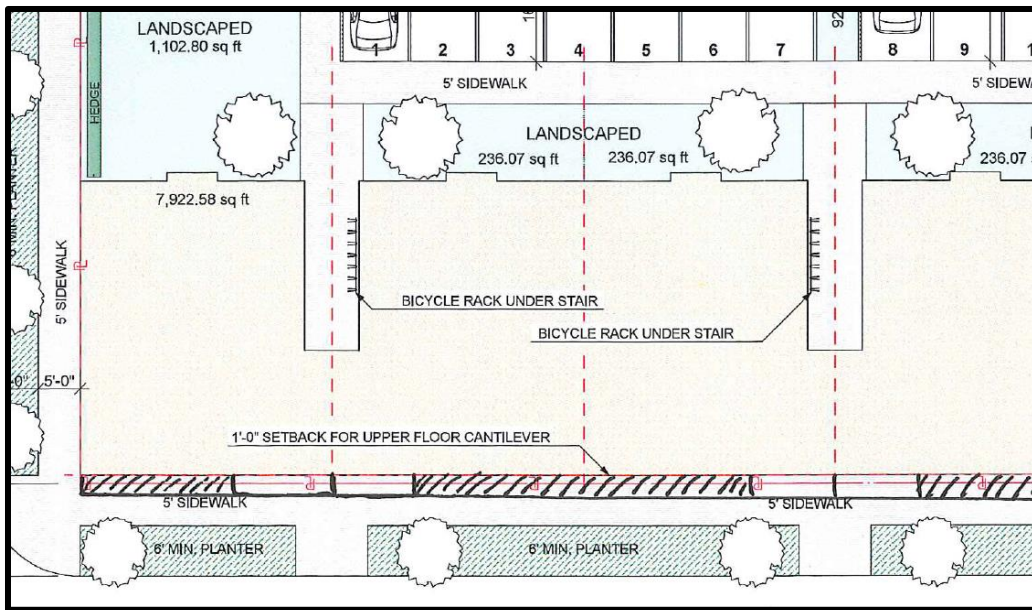 LANDSCAPED
1,102.80 sq ft
HEDGE
1
2
3
4
5
6
7
8
9
5' SIDEWALK
LANDSCAPED
236.07 sq ft
236.07 sq ft
236.07
7,922.58 sq ft
5' SIDEWALK
BICYCLE RACK UNDER STAIR
BICYCLE RACK UNDER STAIR
5'-0"
1'-0" SETBACK FOR UPPER FLOOR CANTILEVER
5' SIDEWALK
5' SIDEWALK
6' MIN. PLANTER
6' MIN. PLANTER